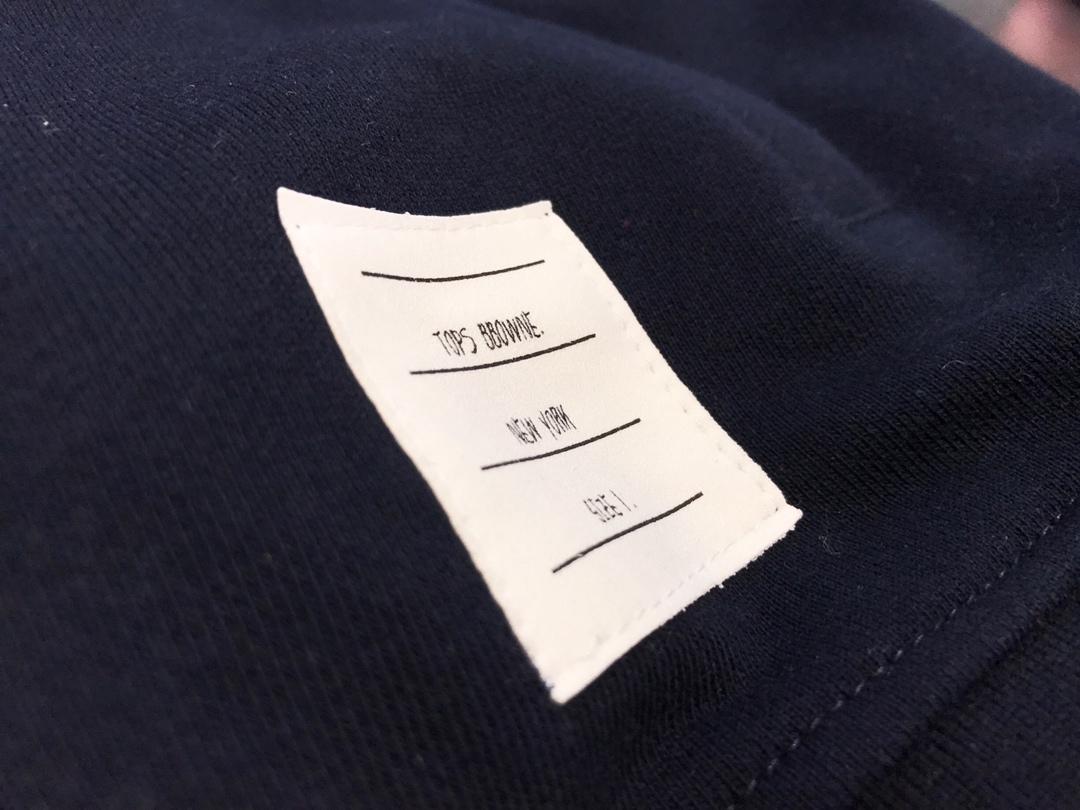 TOPS BBOWNE.
NEW YORK
SIZE 1.